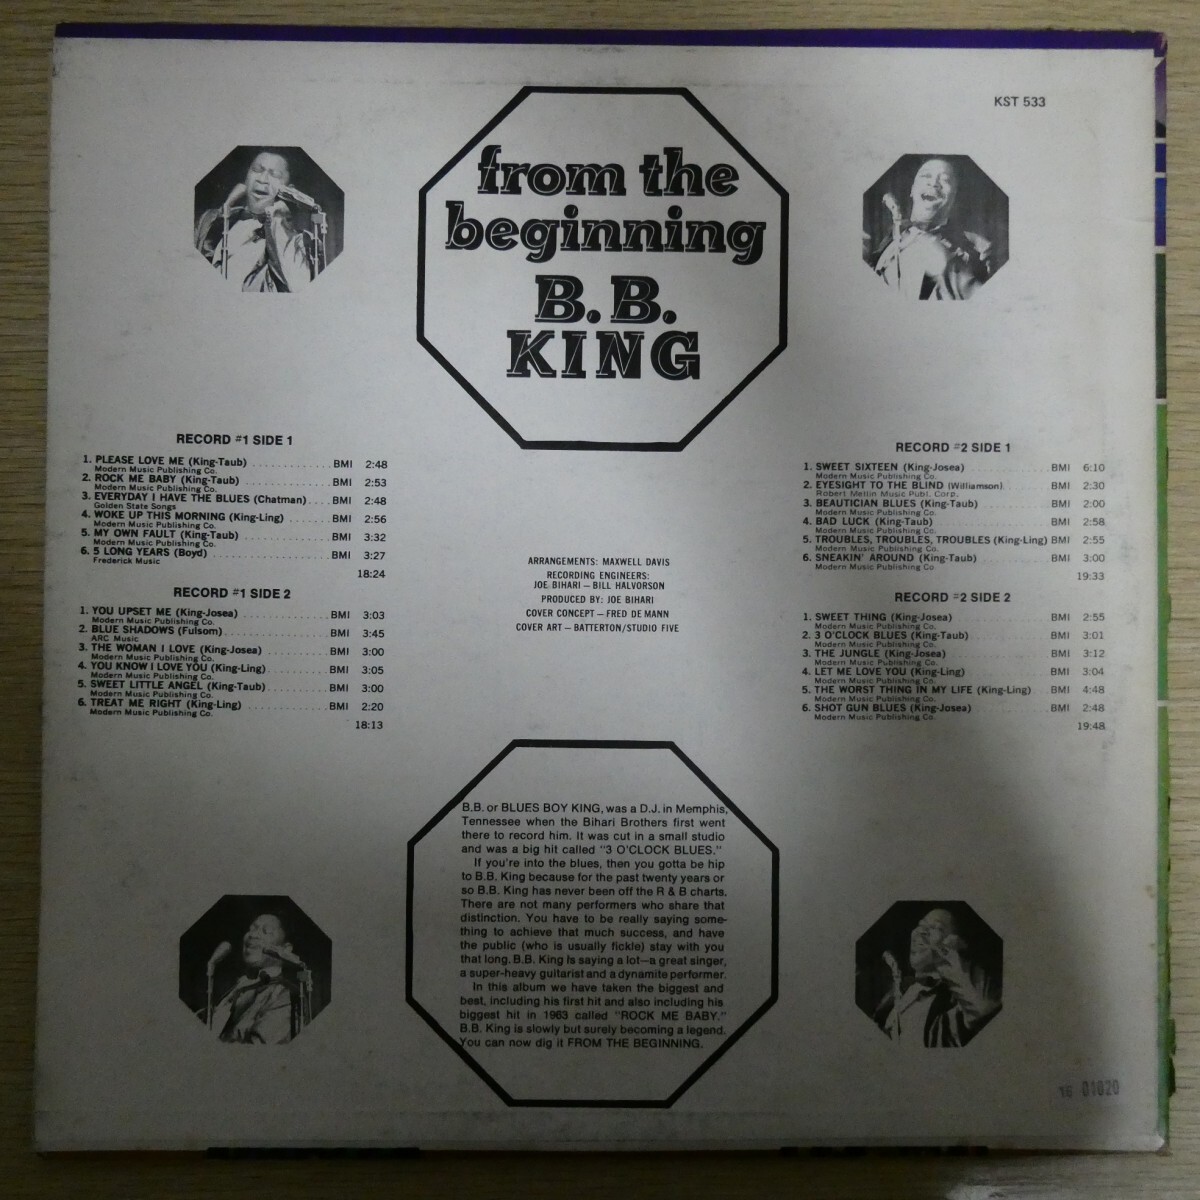 KST 533
from the
beginning
B.B.
KING
RECORD #1 SIDE 1
1. PLEASE LOVE ME (King-Taub) ............ BMI 2:48
Modern Music Publishing Co.
2. ROCK ME BABY (King-Taub) ............ BMI 2:53
Modern Music Publishing Co.
3. EVERYDAY I HAVE THE BLUES (Chatman) .... BMI 2:48
Golden State Songs
4. WOKE UP THIS MORNING (King-Ling) ....... BMI 2:56
Modern Music Publishing Co.
5. MY OWN FAULT (King-Taub) ............. BMI 3:32
Modern Music Publishing Co.
6. 5 LONG YEARS (Boyd) .................. BMI 3:27
Frederick Music
18:24
RECORD #1 SIDE 2
1. YOU UPSET ME (King-Josea) ............. BMI 3:03
Modern Music Publishing Co.
2. BLUE SHADOWS (Fulsom) ............... BMI 3:45
ARC Music
3. THE WOMAN I LOVE (King-Josea) .......... BMI 3:00
Modern Music Publishing Co.
4. YOU KNOW I LOVE YOU (King-Ling) ......... BMI 3:05
Modern Music Publishing Co.
5. SWEET LITTLE ANGEL (King-Taub) ......... BMI 3:00
Modern Music Publishing Co.
6. TREAT ME RIGHT (King-Ling) ............ BMI 2:20
Modern Music Publishing Co.
18:13
ARRANGEMENTS: MAXWELL DAVIS
RECORDING ENGINEERS:
JOE BIHARI – BILL HALVORSON
PRODUCED BY: JOE BIHARI
COVER CONCEPT – FRED DE MANN
COVER ART – BATTERTON/STUDIO FIVE
RECORD #2 SIDE 1
1. SWEET SIXTEEN (King-Josea) ............. BMI 6:10
Modern Music Publishing Co.
2. EYESIGHT TO THE BLIND (Williamson) ....... BMI 2:30
Robert Mellin Music Publ. Corp.
3. BEAUTICIAN BLUES (King-Taub) ........... BMI 2:00
Modern Music Publishing Co.
4. BAD LUCK (King-Taub) ................. BMI 2:58
Modern Music Publishing Co.
5. TROUBLES, TROUBLES, TROUBLES (King-Ling) BMI 2:55
Modern Music Publishing Co.
6. SNEAKIN' AROUND (King-Taub) ........... BMI 3:00
Modern Music Publishing Co.
19:33
RECORD #2 SIDE 2
1. SWEET THING (King-Josea) .............. BMI 2:55
Modern Music Publishing Co.
2. 3 O'CLOCK BLUES (King-Taub) ............ BMI 3:01
Modern Music Publishing Co.
3. THE JUNGLE (King-Josea) ............... BMI 3:12
Modern Music Publishing Co.
4. LET ME LOVE YOU (King-Ling) ............ BMI 3:04
Modern Music Publishing Co.
5. THE WORST THING IN MY LIFE (King-Ling) ... BMI 4:48
Modern Music Publishing Co.
6. SHOT GUN BLUES (King-Josea) ............ BMI 2:48
Modern Music Publishing Co.
19:48
B.B. or BLUES BOY KING, was a D.J. in Memphis,
Tennessee when the Bihari Brothers first went
there to record him. It was cut in a small studio
and was a big hit called "3 O'CLOCK BLUES."
If you're into the blues, then you gotta be hip
to B.B. King because for the past twenty years or
so B.B. King has never been off the R & B charts.
There are not many performers who share that
distinction. You have to be really saying some-
thing to achieve that much success, and have
the public (who is usually fickle) stay with you
that long. B.B. King is saying a lot—a great singer,
a super-heavy guitarist and a dynamite performer.
In this album we have taken the biggest and
best, including his first hit and also including his
biggest hit in 1963 called "ROCK ME BABY."
B.B. King is slowly but surely becoming a legend.
You can now dig it FROM THE BEGINNING.
16 01020